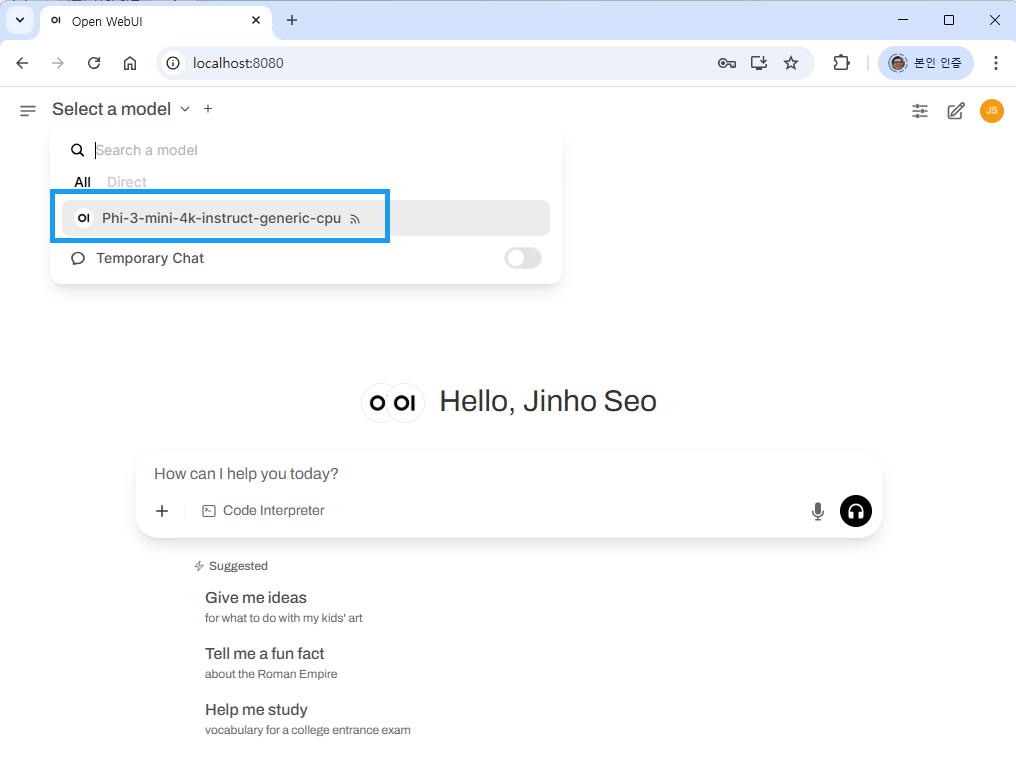 Open WebUI
localhost:8080
본인 인증
Select a model
JS
Search a model
All Direct
OI Phi-3-mini-4k-instruct-generic-cpu
Temporary Chat
O OI Hello, Jinho Seo
How can I help you today?
Code Interpreter
Suggested
Give me ideas
for what to do with my kids' art
Tell me a fun fact
about the Roman Empire
Help me study
vocabulary for a college entrance exam